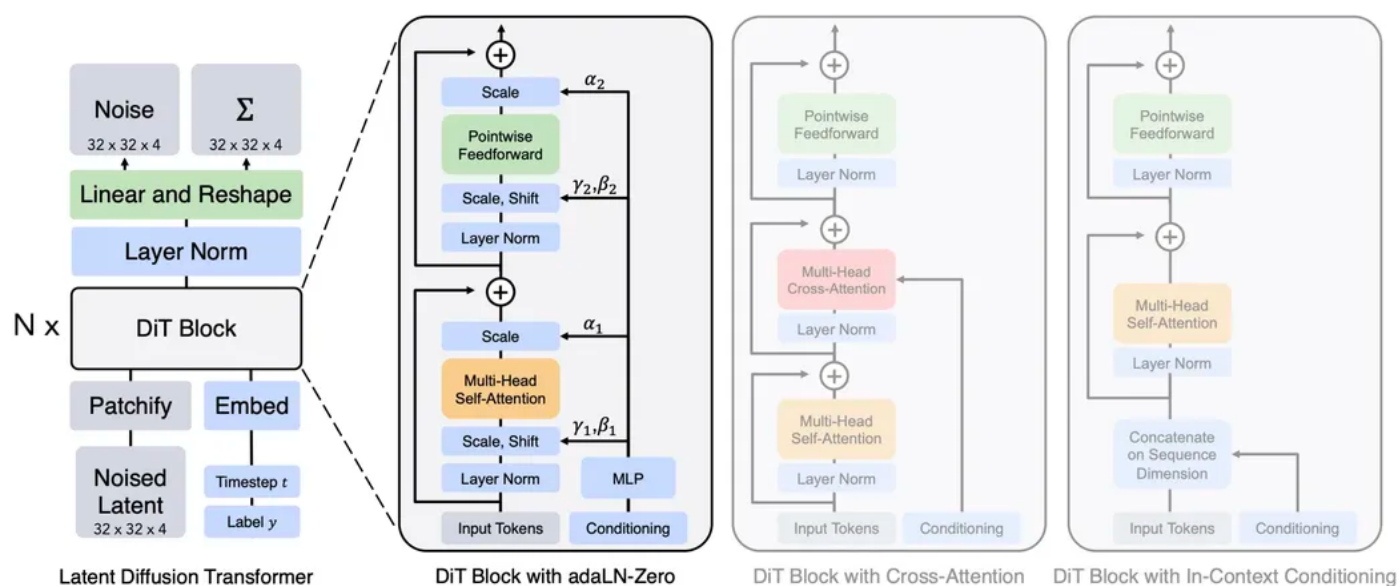 Noise
32 x 32 x 4
Σ
32 x 32 x 4
Linear and Reshape
Layer Norm
N x
DiT Block
Patchify
Embed
Noised
Latent
32 x 32 x 4
Timestep t
Label y
Latent Diffusion Transformer
α₂
Scale
Pointwise
Feedforward
γ₂,β₂
Scale, Shift
Layer Norm
α₁
Scale
Multi-Head
Self-Attention
γ₁,β₁
Scale, Shift
Layer Norm
MLP
Input Tokens
Conditioning
DiT Block with adaLN-Zero
Pointwise
Feedforward
Layer Norm
Multi-Head
Cross-Attention
Layer Norm
Multi-Head
Self-Attention
Layer Norm
Input Tokens
Conditioning
DiT Block with Cross-Attention
Pointwise
Feedforward
Layer Norm
Multi-Head
Self-Attention
Layer Norm
Concatenate
on Sequence
Dimension
Input Tokens
Conditioning
DiT Block with In-Context Conditioning